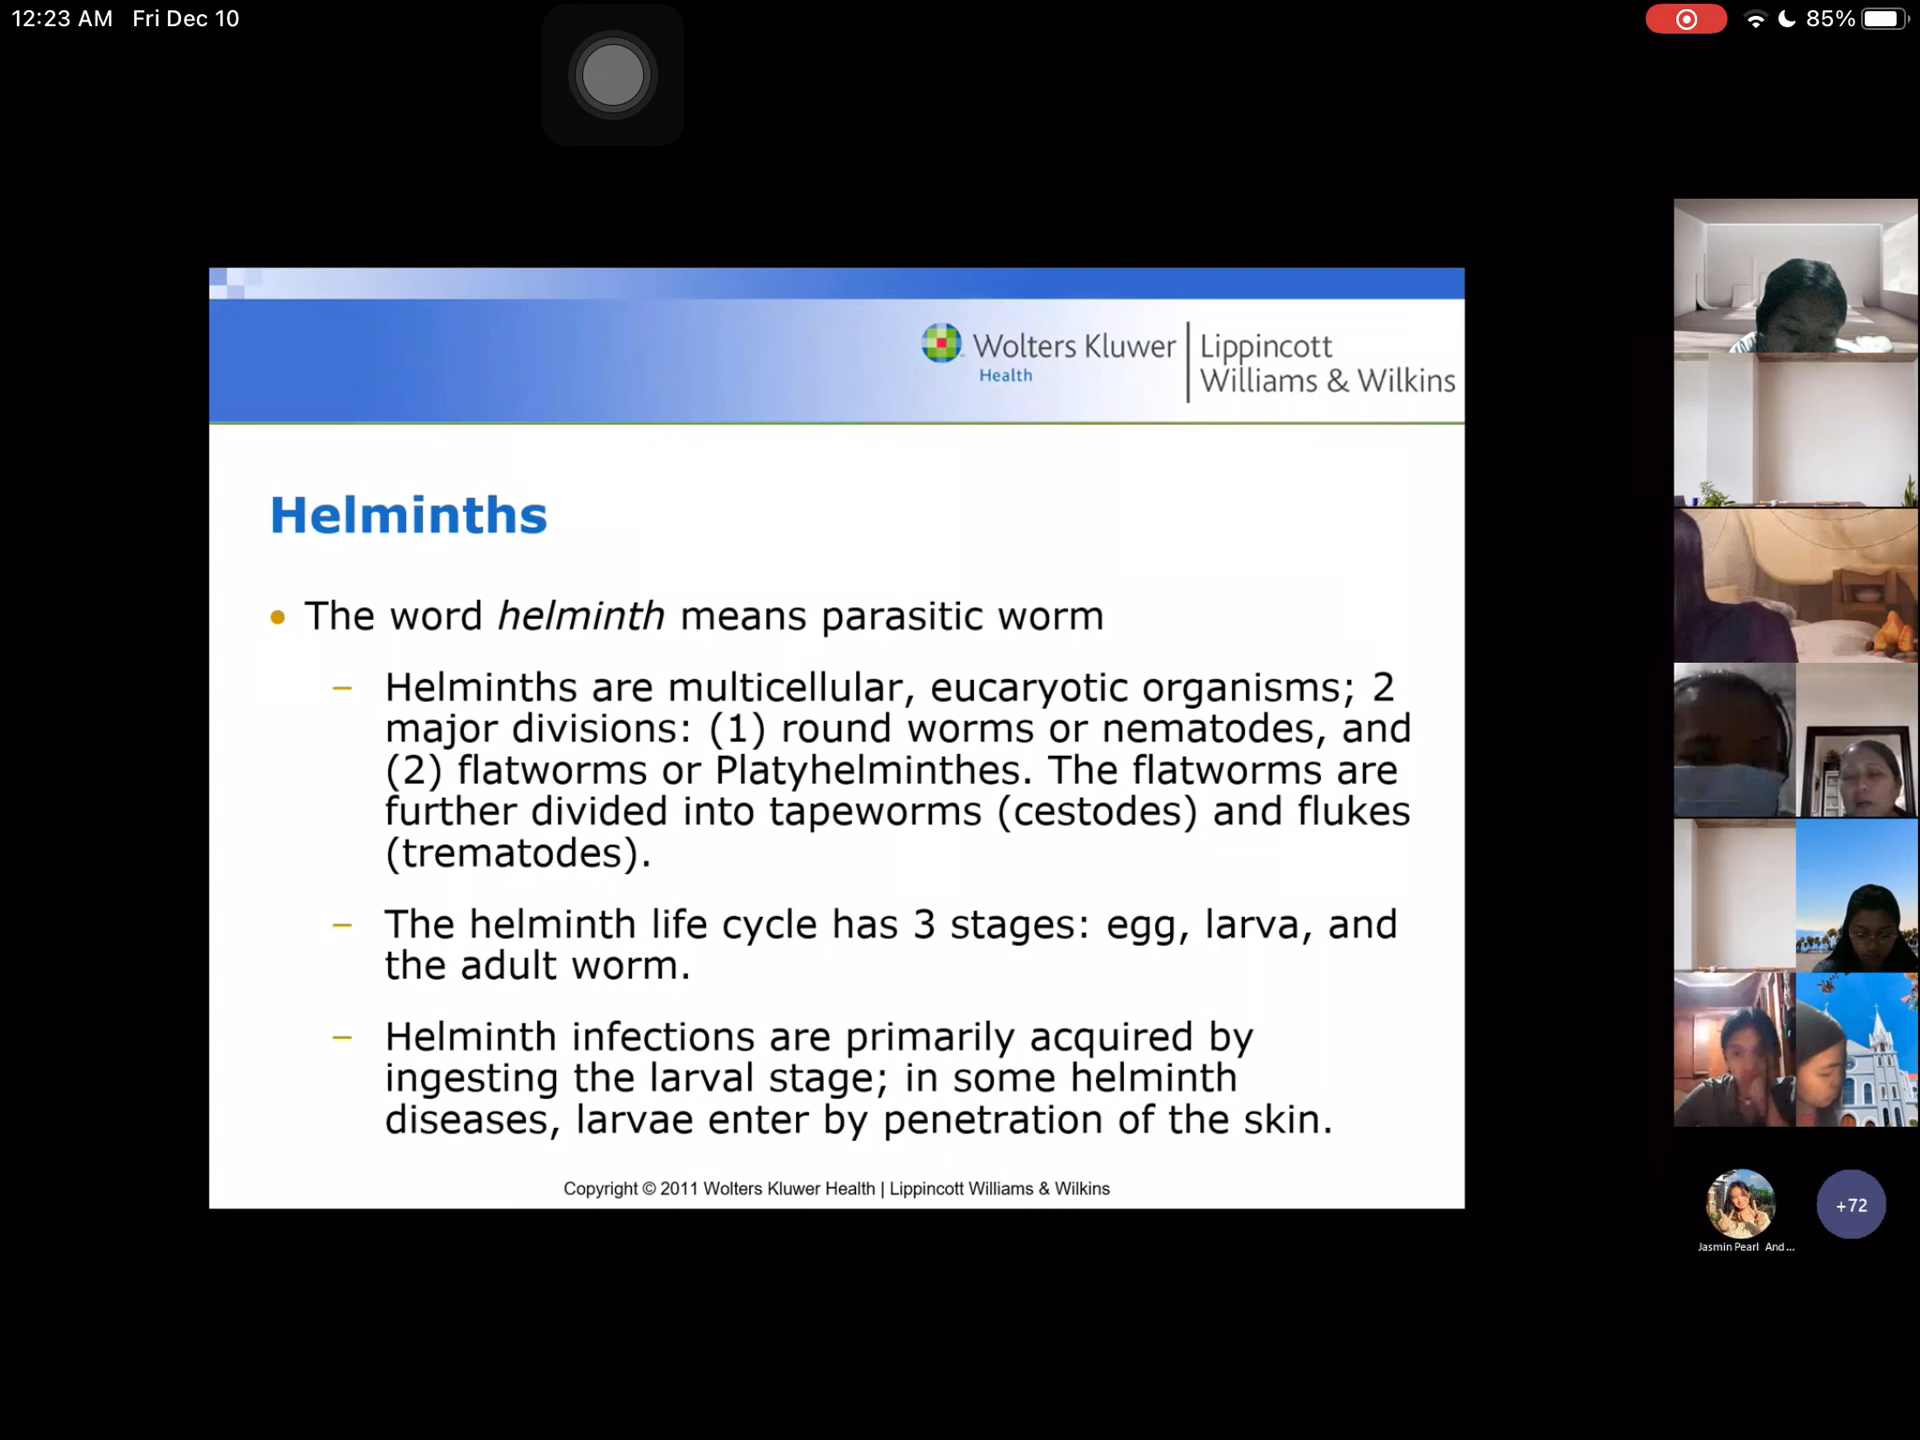 12:23 AM Fri Dec 10
85%
Wolters Kluwer
Health
Lippincott
Williams & Wilkins
Helminths
• The word helminth means parasitic worm
– Helminths are multicellular, eucaryotic organisms; 2
major divisions: (1) round worms or nematodes, and
(2) flatworms or Platyhelminthes. The flatworms are
further divided into tapeworms (cestodes) and flukes
(trematodes).
– The helminth life cycle has 3 stages: egg, larva, and
the adult worm.
– Helminth infections are primarily acquired by
ingesting the larval stage; in some helminth
diseases, larvae enter by penetration of the skin.
Copyright © 2011 Wolters Kluwer Health | Lippincott Williams & Wilkins
+72
Jasmin Pearl And...